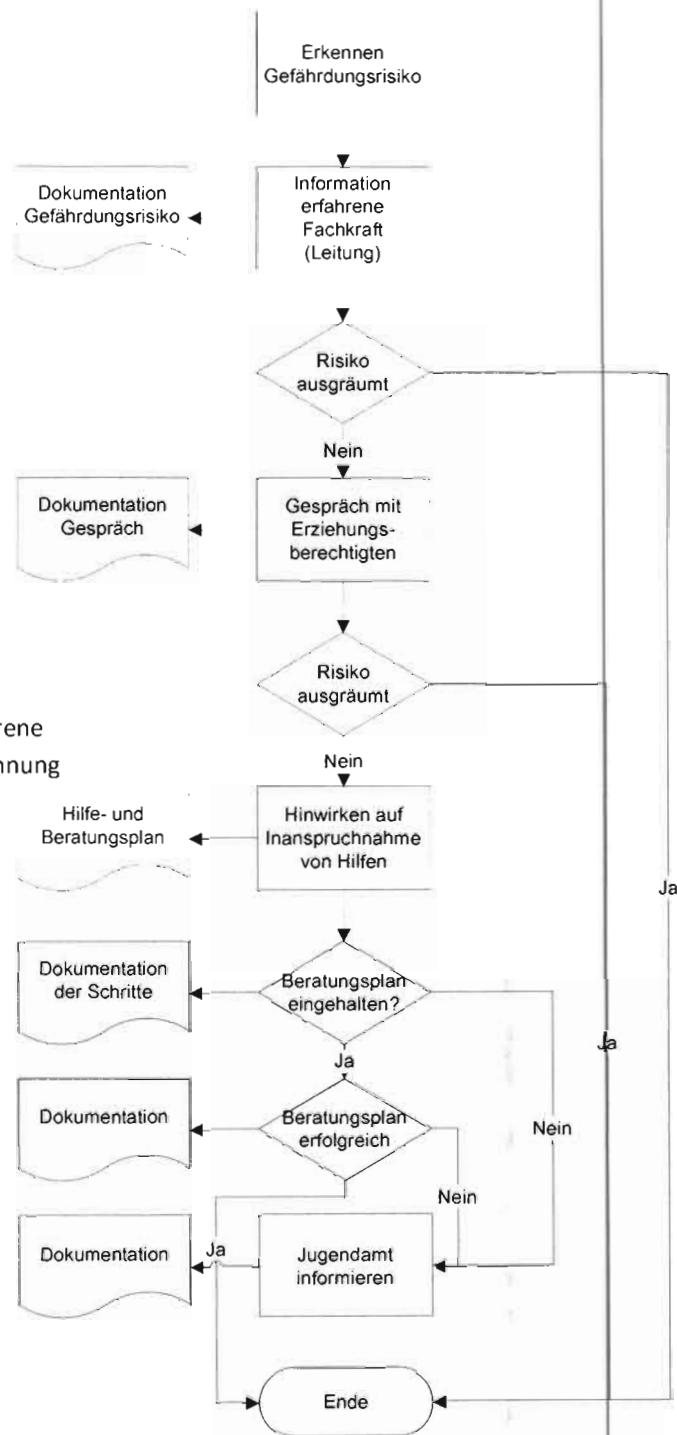 Erkennen
Gefährdungsrisiko
Dokumentation
Gefährdungsrisiko
Information
erfahrene
Fachkraft
(Leitung)
Risiko
ausgräumt
Nein
Dokumentation
Gespräch
Gespräch mit
Erziehungs-
berechtigten
Risiko
ausgräumt
rene
Nein
nnung
Hilfe- und
Beratungsplan
Hinwirken auf
Inanspruchnahme
von Hilfen
Ja
Dokumentation
der Schritte
Beratungsplan
eingehalten?
Ja
Ja
Dokumentation
Beratungsplan
erfolgreich
Nein
Nein
Dokumentation
Ja
Jugendamt
informieren
Ende